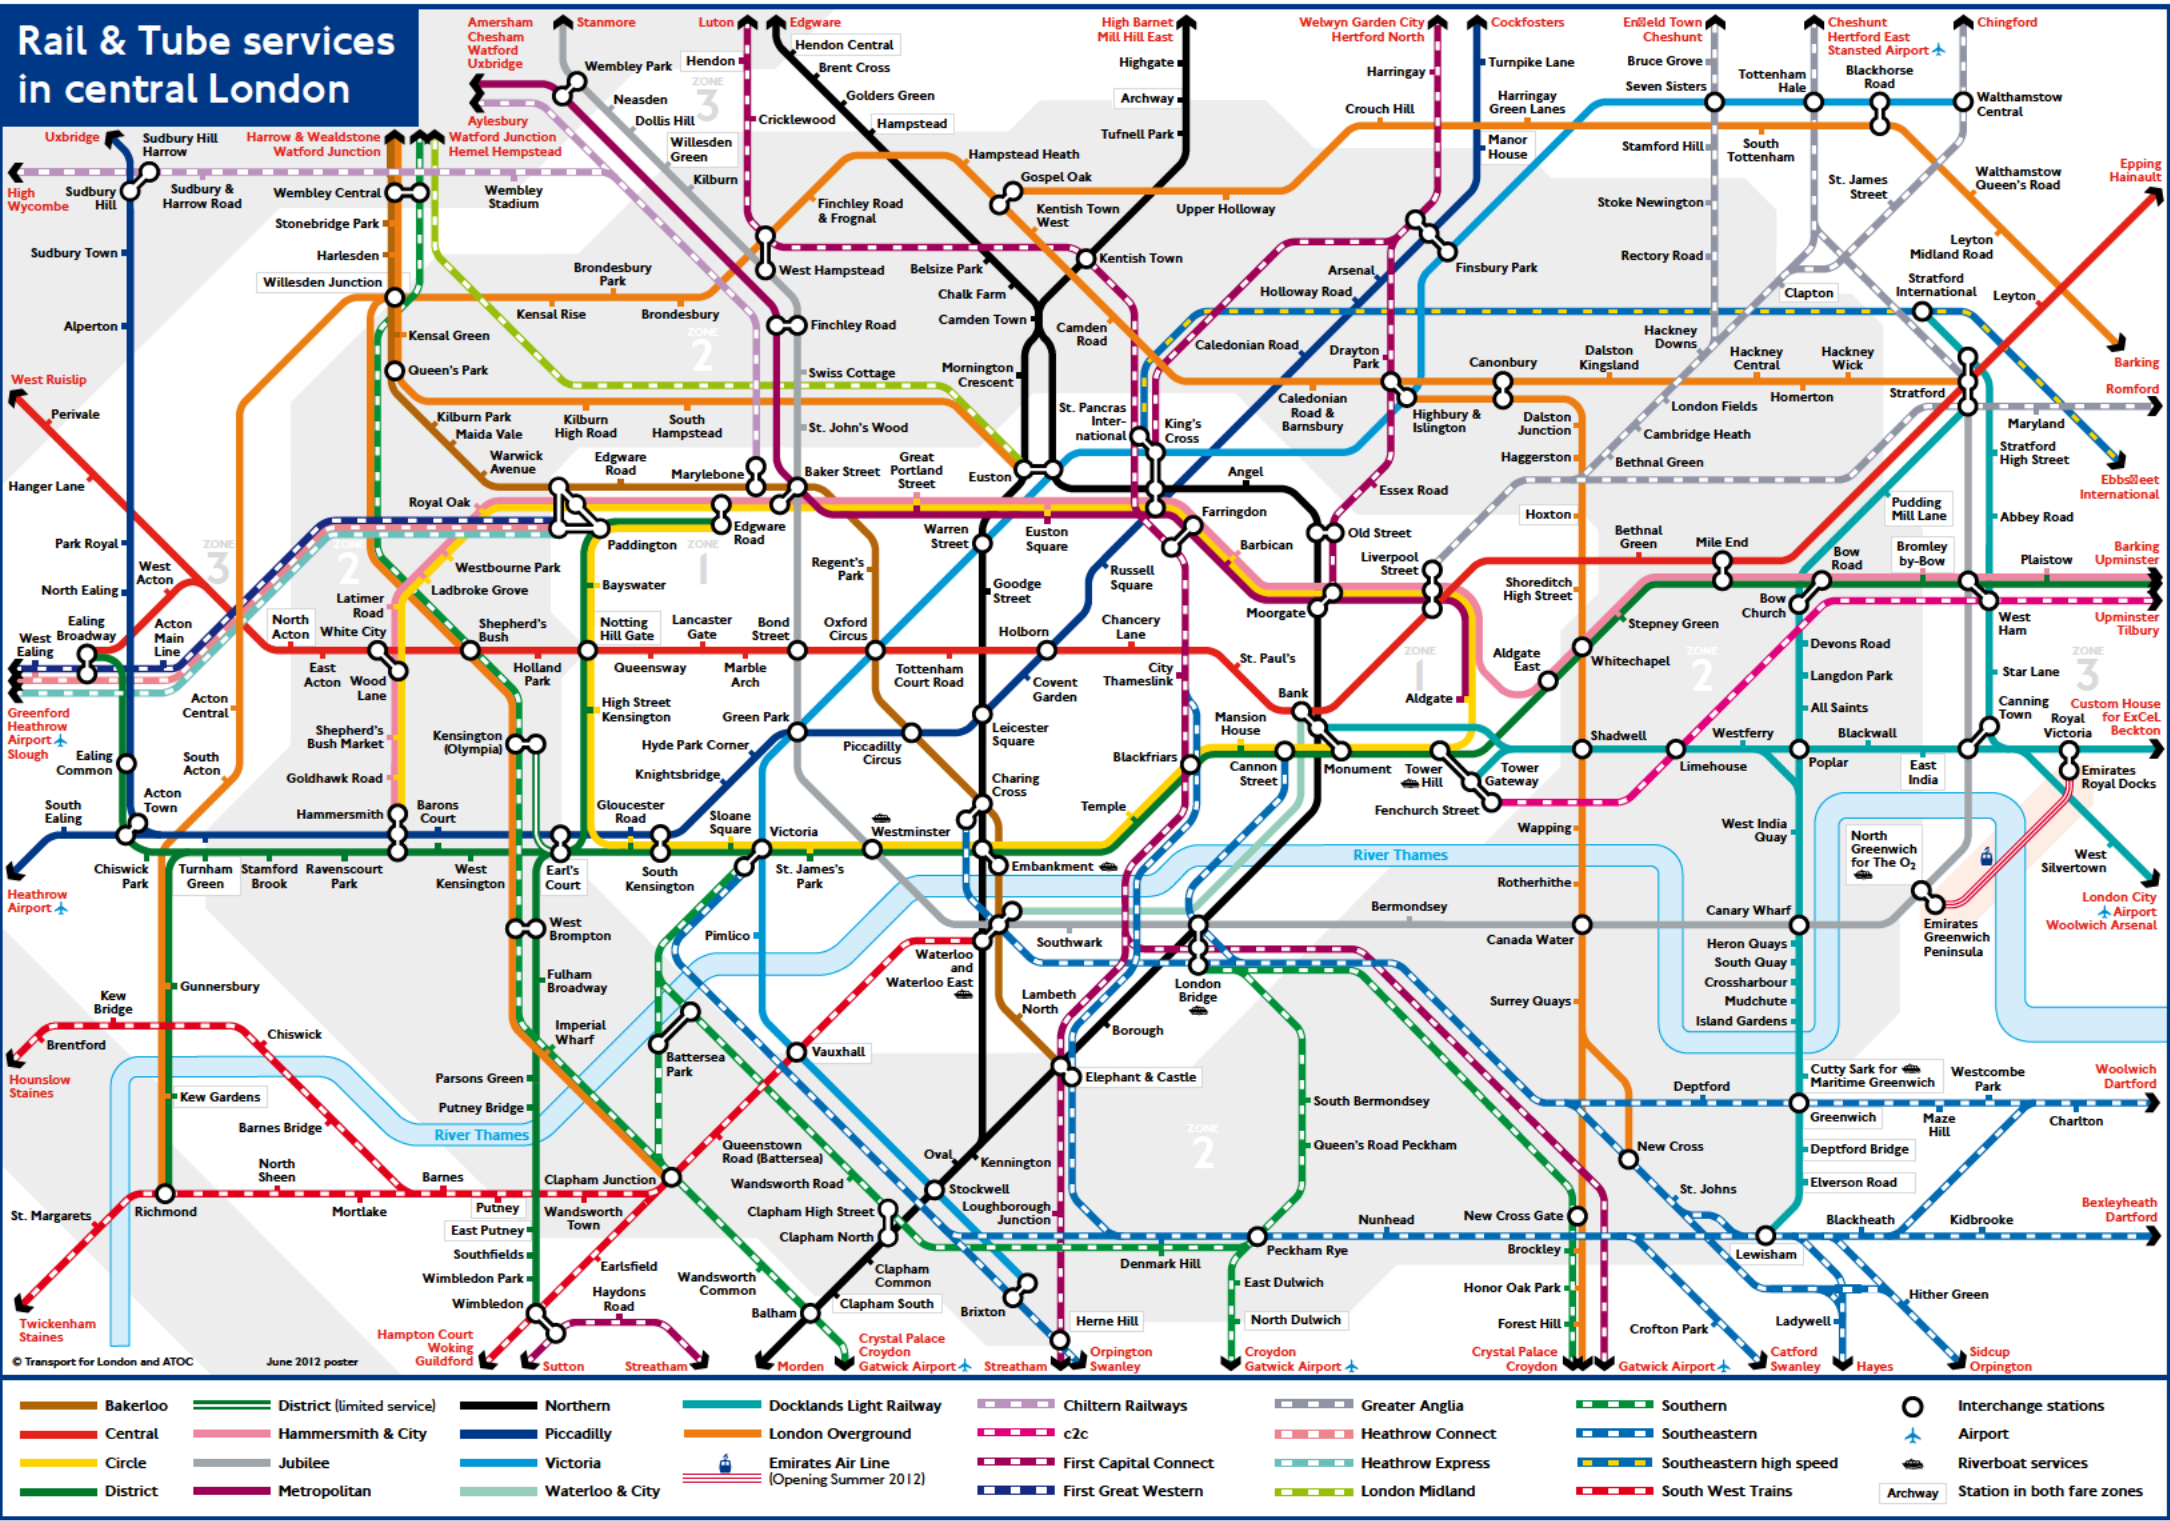 Rail & Tube services
in central London
Amersham
Chesham
Watford
Uxbridge
Stanmore
Luton
Edgware
High Barnet
Mill Hill East
Welwyn Garden City
Hertford North
Cockfosters
Enfield Town
Cheshunt
Cheshunt
Hertford East
Stansted Airport
Chingford
Hendon Central
Hendon
Wembley Park
Brent Cross
Highgate
Turnpike Lane
Bruce Grove
Harringay
Tottenham
Hale
Blackhorse
Road
Seven Sisters
Neasden
ZONE
3
Golders Green
Archway
Crouch Hill
Harringay
Green Lanes
Walthamstow
Central
Aylesbury
Dollis Hill
Cricklewood
Hampstead
Tufnell Park
Uxbridge
Sudbury Hill
Harrow
Harrow & Wealdstone
Watford Junction
Watford Junction
Hemel Hempstead
Willesden
Green
Hampstead Heath
Manor
House
Stamford Hill
South
Tottenham
High
Wycombe
Sudbury
Hill
Sudbury &
Harrow Road
Wembley Central
Wembley
Stadium
Kilburn
Gospel Oak
St. James
Street
Walthamstow
Queen's Road
Epping
Hainault
Stonebridge Park
Finchley Road
& Frognal
Kentish Town
West
Upper Holloway
Stoke Newington
Sudbury Town
Harlesden
Willesden Junction
Brondesbury
Park
West Hampstead
Belsize Park
Kentish Town
Arsenal
Finsbury Park
Rectory Road
Leyton
Midland Road
Kensal Rise
Brondesbury
Chalk Farm
Holloway Road
Clapton
Stratford
International
Leyton
Alperton
Kensal Green
ZONE
2
Finchley Road
Camden Town
Camden
Road
Caledonian Road
Drayton
Park
Hackney
Downs
Hackney
Central
Hackney
Wick
Barking
West Ruislip
Queen's Park
Swiss Cottage
Mornington
Crescent
Canonbury
Dalston
Kingsland
Homerton
Stratford
Romford
Perivale
Kilburn Park
Maida Vale
Kilburn
High Road
South
Hampstead
St. John's Wood
St. Pancras
Inter-
national
King's
Cross
Caledonian
Road &
Barnsbury
Highbury &
Islington
Dalston
Junction
London Fields
Maryland
Cambridge Heath
Hanger Lane
Warwick
Avenue
Edgware
Road
Marylebone
Baker Street
Great
Portland
Street
Euston
Angel
Haggerston
Bethnal Green
Stratford
High Street
Ebbsfleet
International
Royal Oak
Essex Road
Hoxton
Pudding
Mill Lane
Abbey Road
Park Royal
ZONE
3
ZONE
2
Paddington
Edgware
Road
ZONE
1
Warren
Street
Euston
Square
Farringdon
Barbican
Old Street
Liverpool
Street
Bethnal
Green
Mile End
Bow
Road
Bromley
by-Bow
Plaistow
Barking
Upminster
West
Acton
North Ealing
Westbourne Park
Ladbroke Grove
Latimer
Road
Bayswater
Regent's
Park
Goodge
Street
Russell
Square
Moorgate
Shoreditch
High Street
Bow
Church
West
Ham
Upminster
Tilbury
West
Ealing
Ealing
Broadway
Acton
Main
Line
North
Acton
White City
Shepherd's
Bush
Notting
Hill Gate
Lancaster
Gate
Bond
Street
Oxford
Circus
Holborn
Chancery
Lane
Stepney Green
Devons Road
East
Acton
Wood
Lane
Holland
Park
Queensway
Marble
Arch
Tottenham
Court Road
City
Thameslink
St. Paul's
ZONE
1
Aldgate
East
Whitechapel
ZONE
2
Langdon Park
Star Lane
ZONE
3
Greenford
Heathrow
Airport
Slough
Acton
Central
High Street
Kensington
Covent
Garden
Bank
Aldgate
All Saints
Canning
Town
Custom House
for ExCeL
Beckton
Royal
Victoria
Shepherd's
Bush Market
Kensington
(Olympia)
Green Park
Hyde Park Corner
Piccadilly
Circus
Leicester
Square
Mansion
House
Blackfriars
Cannon
Street
Monument
Tower
Hill
Tower
Gateway
Shadwell
Limehouse
Westferry
Poplar
Blackwall
East
India
Emirates
Royal Docks
Ealing
Common
South
Acton
Goldhawk Road
Knightsbridge
Charing
Cross
Fenchurch Street
South
Ealing
Acton
Town
Hammersmith
Barons
Court
Gloucester
Road
Sloane
Square
Victoria
Westminster
Temple
Wapping
West India
Quay
North
Greenwich
for The O2
River Thames
Heathrow
Airport
Chiswick
Park
Turnham
Green
Stamford
Brook
Ravenscourt
Park
West
Kensington
Earl's
Court
South
Kensington
St. James's
Park
Embankment
Rotherhithe
West
Silvertown
London City
Airport
Woolwich Arsenal
West
Brompton
Pimlico
Southwark
Bermondsey
Canada Water
Canary Wharf
Emirates
Greenwich
Peninsula
Heron Quays
South Quay
Crossharbour
Mudchute
Island Gardens
Waterloo
and
Waterloo East
London
Bridge
Gunnersbury
Fulham
Broadway
Lambeth
North
Surrey Quays
Kew
Bridge
Brentford
Chiswick
Imperial
Wharf
Battersea
Park
Vauxhall
Borough
Hounslow
Staines
Kew Gardens
Parsons Green
Putney Bridge
Elephant & Castle
South Bermondsey
Deptford
Cutty Sark for
Maritime Greenwich
Westcombe
Park
Woolwich
Dartford
Greenwich
Maze
Hill
Charlton
River Thames
Barnes Bridge
ZONE
2
Queen's Road Peckham
New Cross
Deptford Bridge
Queenstown
Road (Battersea)
Oval
Kennington
North
Sheen
Barnes
Clapham Junction
Wandsworth Road
Stockwell
Elverson Road
St. Johns
St. Margarets
Richmond
Mortlake
Putney
Wandsworth
Town
Clapham High Street
Loughborough
Junction
New Cross Gate
Nunhead
Blackheath
Kidbrooke
Bexleyheath
Dartford
East Putney
Southfields
Clapham North
Peckham Rye
Brockley
Lewisham
Wimbledon Park
Earlsfield
Wandsworth
Common
Clapham
Common
Denmark Hill
East Dulwich
Honor Oak Park
Hither Green
Wimbledon
Haydons
Road
Balham
Clapham South
Brixton
Herne Hill
North Dulwich
Forest Hill
Crofton Park
Ladywell
Twickenham
Staines
Hampton Court
Woking
Guildford
Sutton
Streatham
Morden
Crystal Palace
Croydon
Gatwick Airport
Streatham
Orpington
Swanley
Croydon
Gatwick Airport
Crystal Palace
Croydon
Gatwick Airport
Catford
Swanley
Hayes
Sidcup
Orpington
© Transport for London and ATOC
June 2012 poster
Bakerloo
District (limited service)
Northern
Docklands Light Railway
Chiltern Railways
Greater Anglia
Southern
Interchange stations
Central
Hammersmith & City
Piccadilly
London Overground
c2c
Heathrow Connect
Southeastern
Airport
Circle
Jubilee
Victoria
Emirates Air Line
(Opening Summer 2012)
First Capital Connect
Heathrow Express
Southeastern high speed
Riverboat services
District
Metropolitan
Waterloo & City
First Great Western
London Midland
South West Trains
Archway
Station in both fare zones